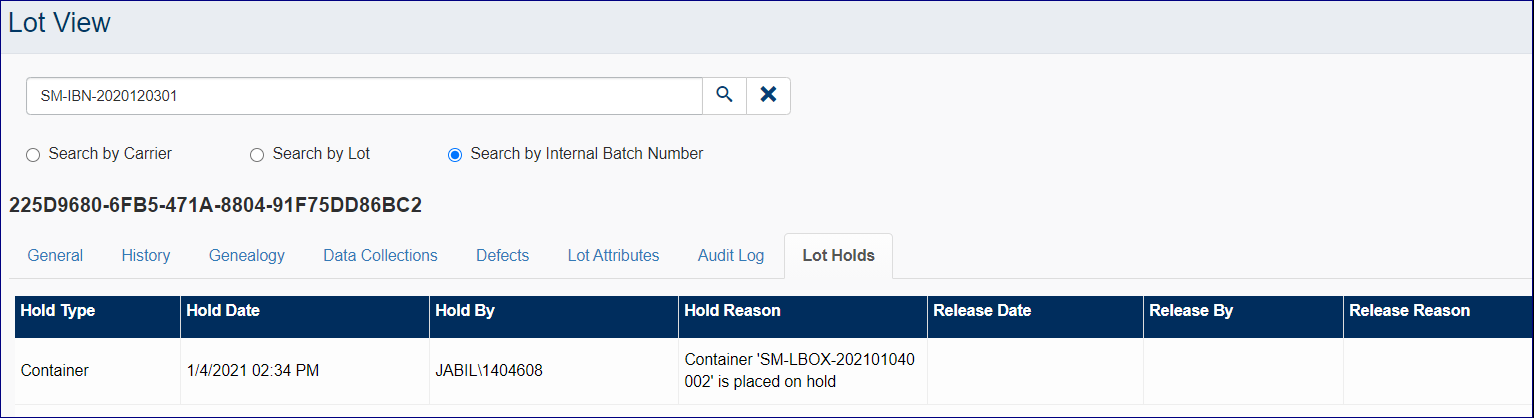 Lot View
SM-IBN-2020120301
Search by Carrier Search by Lot Search by Internal Batch Number
225D9680-6FB5-471A-8804-91F75DD86BC2
General History Genealogy Data Collections Defects Lot Attributes Audit Log Lot Holds
Hold Type Hold Date Hold By Hold Reason Release Date Release By Release Reason
Container 1/4/2021 02:34 PM JABIL\1404608 Container 'SM-LBOX-202101040
002' is placed on hold